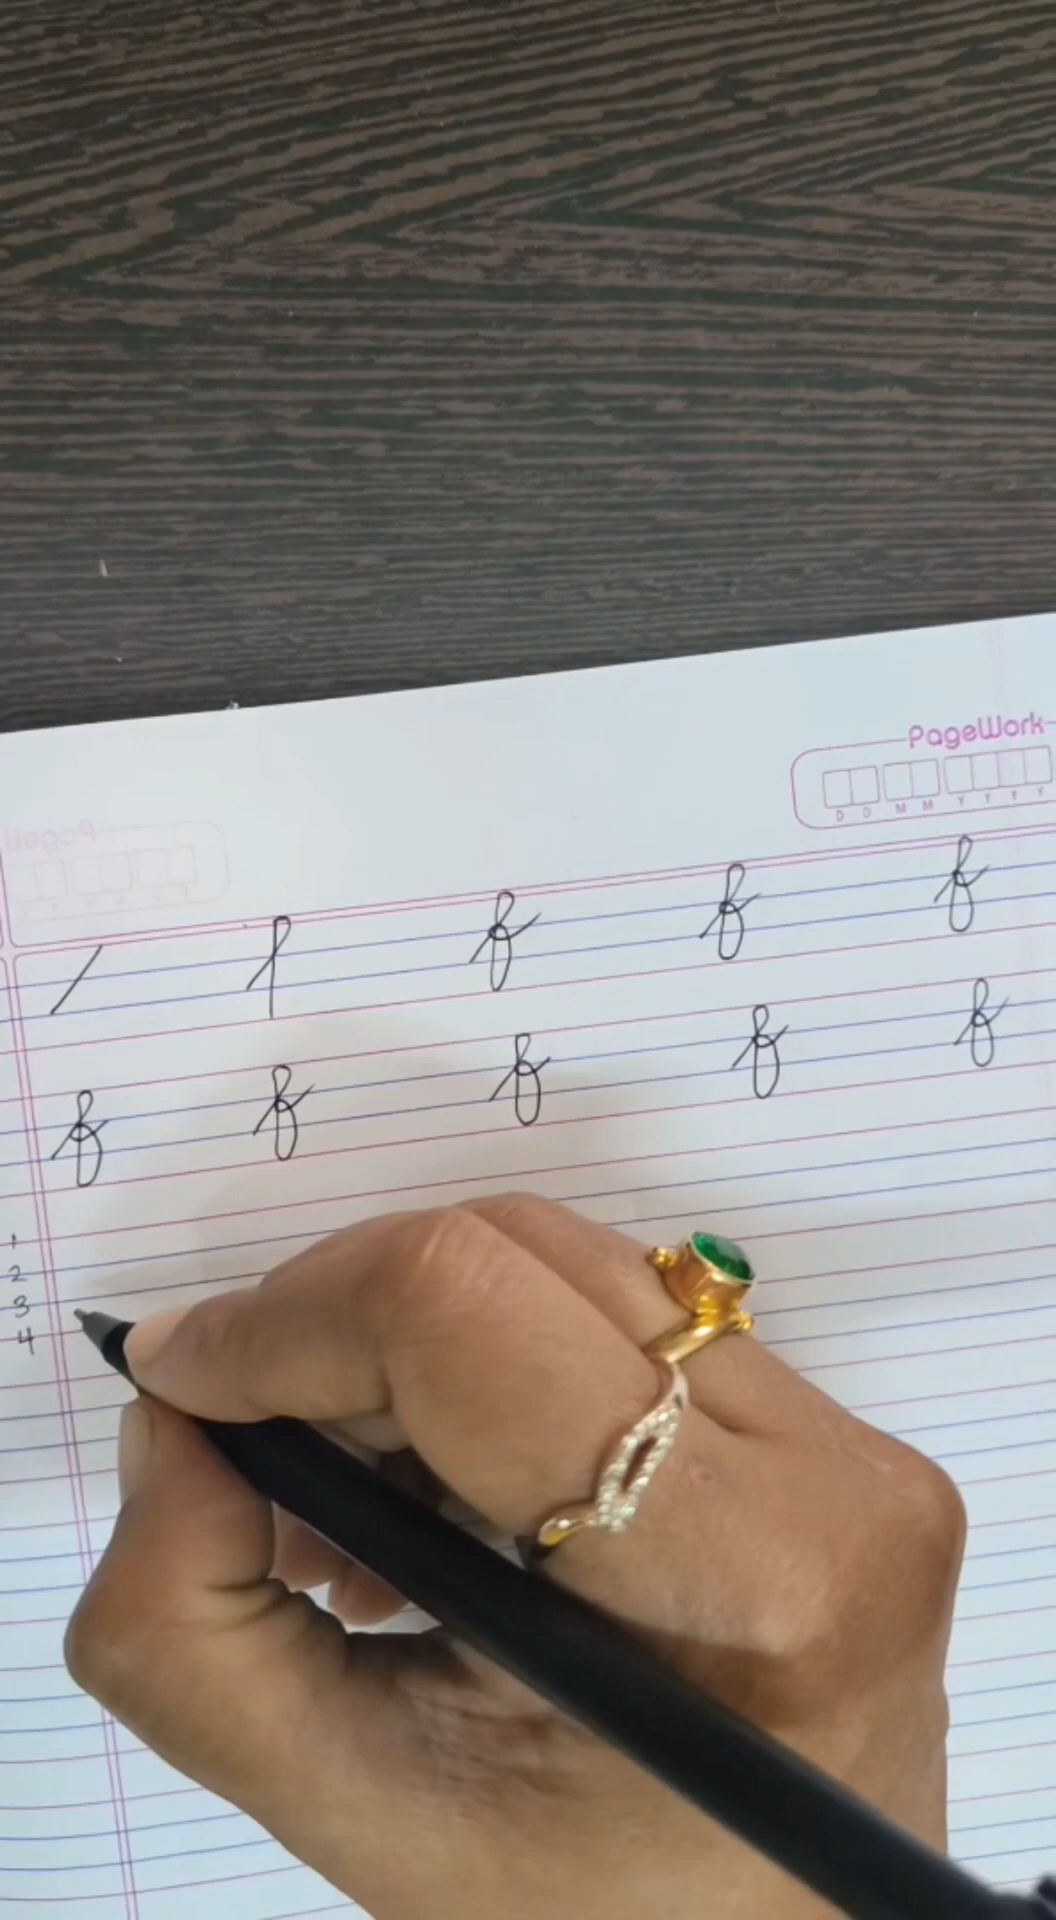 PageWork
D D M M Y Y Y Y
f f f
f f f f f
1
2
3
4